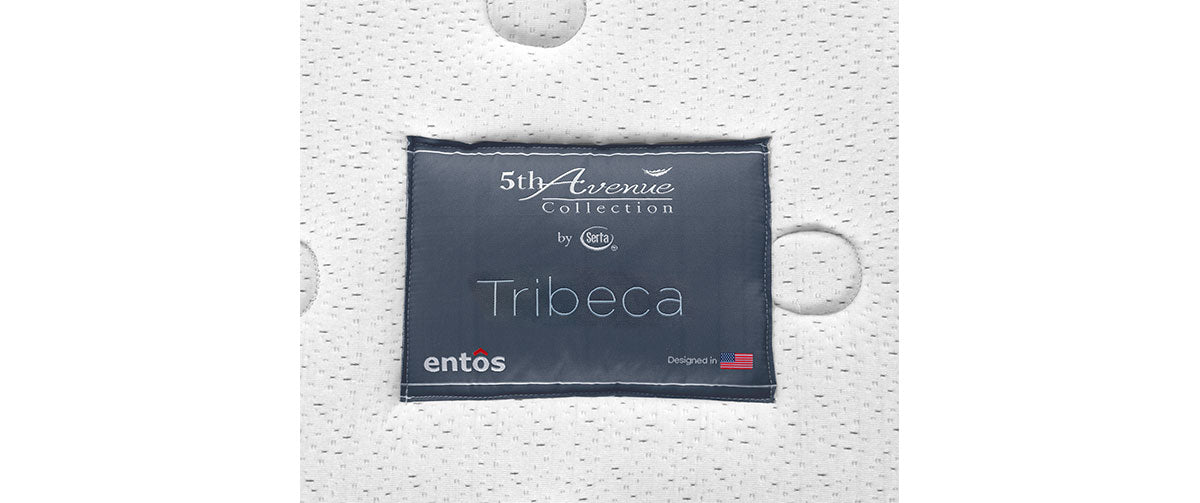 5th Avenue
Collection
by Serta ®
Tribeca
entôs
Designed in